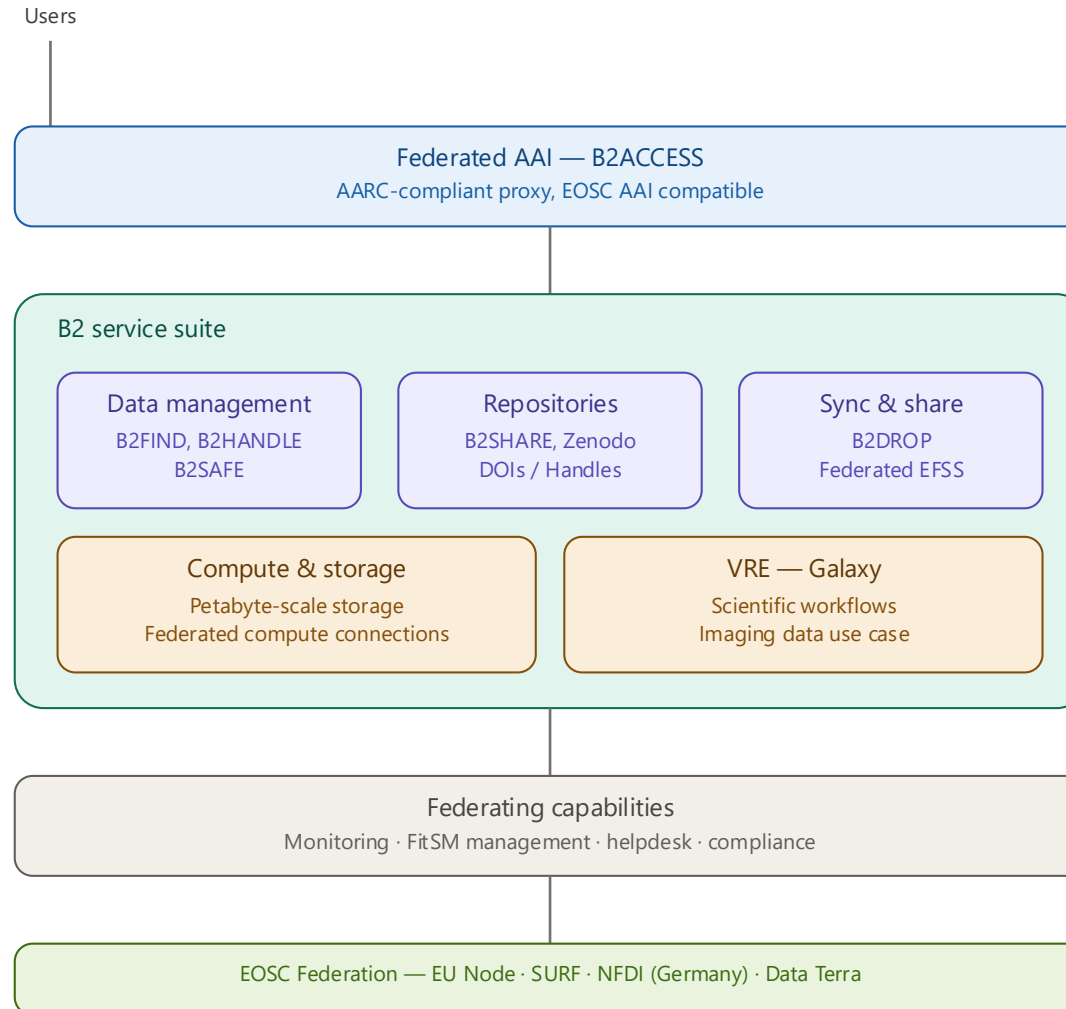 Users
Federated AAI — B2ACCESS
AARC-compliant proxy, EOSC AAI compatible
B2 service suite
Data management
B2FIND, B2HANDLE
B2SAFE
Repositories
B2SHARE, Zenodo
DOIs / Handles
Sync & share
B2DROP
Federated EFSS
Compute & storage
Petabyte-scale storage
Federated compute connections
VRE — Galaxy
Scientific workflows
Imaging data use case
Federating capabilities
Monitoring · FitSM management · helpdesk · compliance
EOSC Federation — EU Node · SURF · NFDI (Germany) · Data Terra